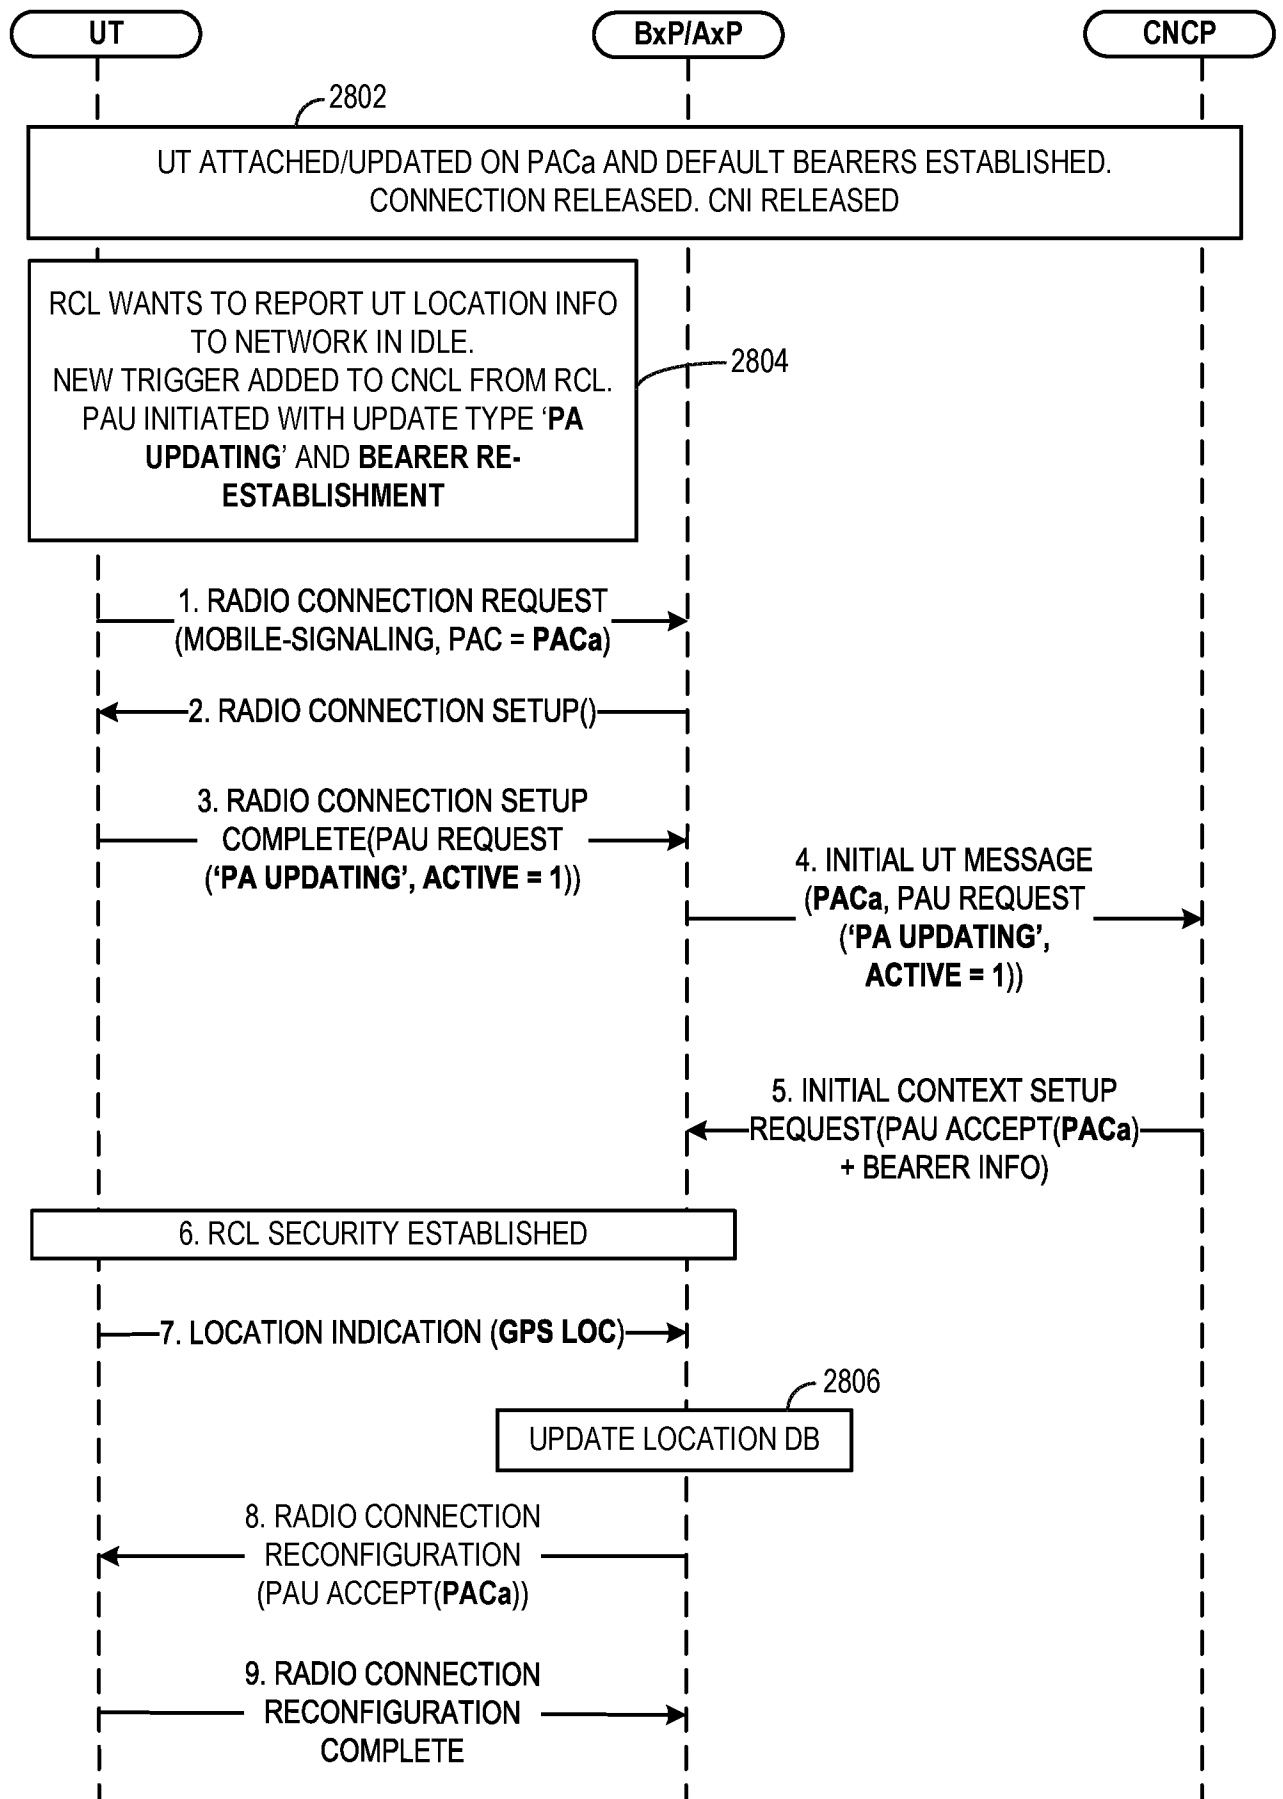 UT
BxP/AxP
CNCP
2802
UT ATTACHED/UPDATED ON PACa AND DEFAULT BEARERS ESTABLISHED.
CONNECTION RELEASED. CNI RELEASED
RCL WANTS TO REPORT UT LOCATION INFO
TO NETWORK IN IDLE.
NEW TRIGGER ADDED TO CNCL FROM RCL.
PAU INITIATED WITH UPDATE TYPE ‘PA
UPDATING’ AND BEARER RE-
ESTABLISHMENT
2804
1. RADIO CONNECTION REQUEST
(MOBILE-SIGNALING, PAC = PACa)
2. RADIO CONNECTION SETUP()
3. RADIO CONNECTION SETUP
COMPLETE(PAU REQUEST
(‘PA UPDATING’, ACTIVE = 1))
4. INITIAL UT MESSAGE
(PACa, PAU REQUEST
(‘PA UPDATING’,
ACTIVE = 1))
5. INITIAL CONTEXT SETUP
REQUEST(PAU ACCEPT(PACa)
+ BEARER INFO)
6. RCL SECURITY ESTABLISHED
7. LOCATION INDICATION (GPS LOC)
2806
UPDATE LOCATION DB
8. RADIO CONNECTION
RECONFIGURATION
(PAU ACCEPT(PACa))
9. RADIO CONNECTION
RECONFIGURATION
COMPLETE